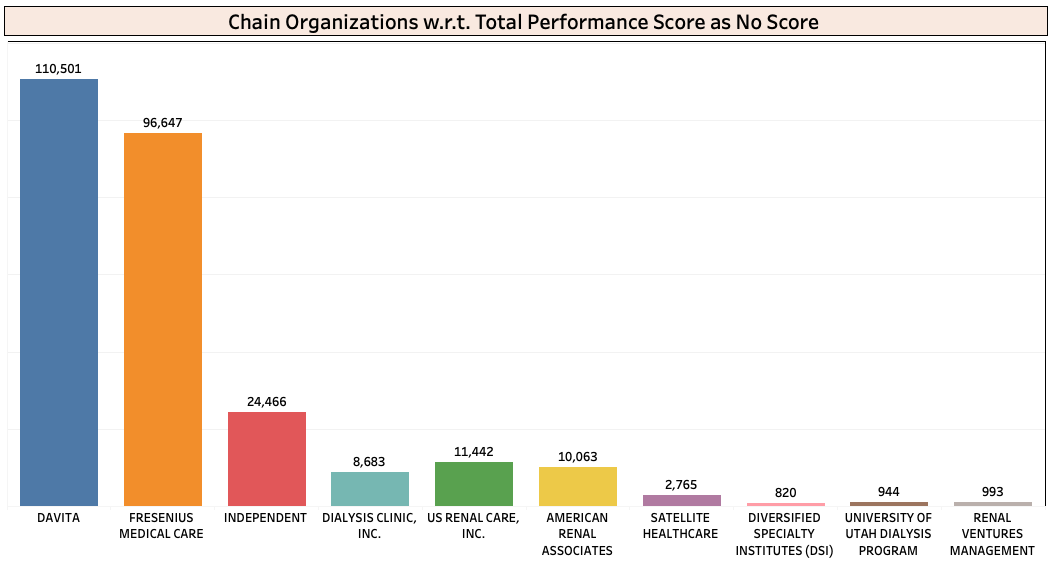 Chain Organizations w.r.t. Total Performance Score as No Score
110,501
96,647
24,466
8,683
11,442
10,063
2,765
820
944
993
DAVITA
FRESENIUS
MEDICAL CARE
INDEPENDENT
DIALYSIS CLINIC,
INC.
US RENAL CARE,
INC.
AMERICAN
RENAL
ASSOCIATES
SATELLITE
HEALTHCARE
DIVERSIFIED
SPECIALTY
INSTITUTES (DSI)
UNIVERSITY OF
UTAH DIALYSIS
PROGRAM
RENAL
VENTURES
MANAGEMENT